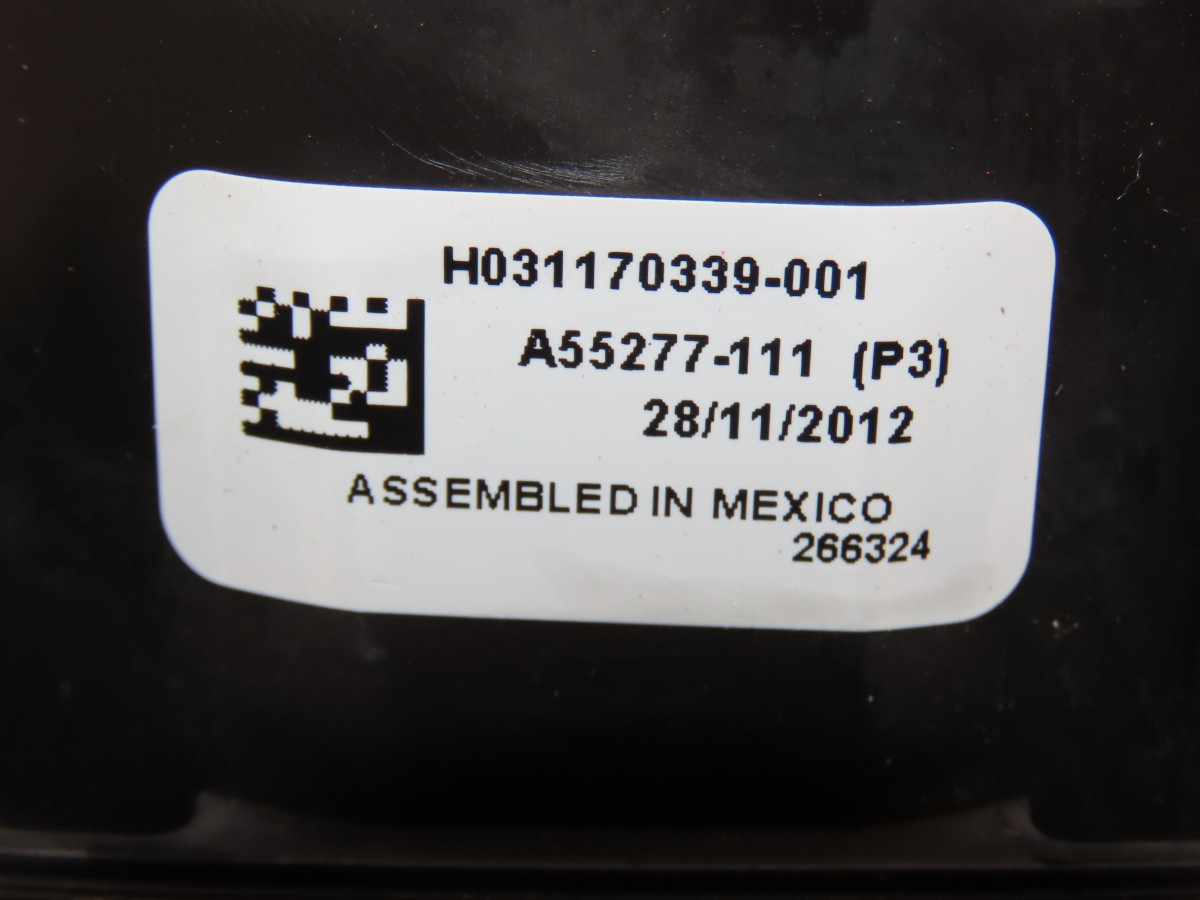 H031170339-001
A55277-111 (P3)
28/11/2012
ASSEMBLED IN MEXICO
266324